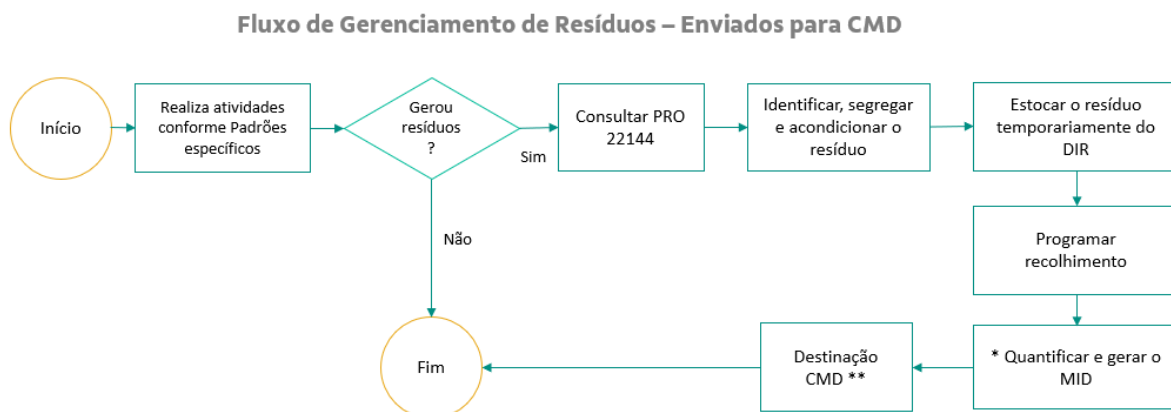 Fluxo de Gerenciamento de Resíduos – Enviados para CMD
Início
Realiza atividades
conforme Padrões
específicos
Gerou
resíduos
?
Sim
Não
Consultar PRO
22144
Identificar, segregar
e acondicionar o
resíduo
Estocar o resíduo
temporariamente do
DIR
Programar
recolhimento
* Quantificar e gerar o
MID
Destinação
CMD **
Fim